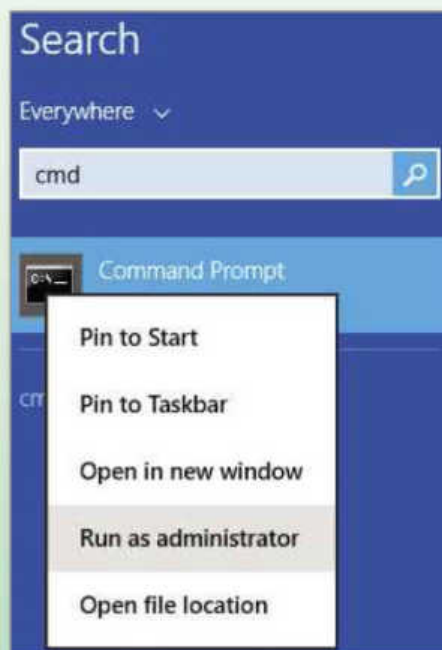 Search
Everywhere
cmd
C:\
Command Prompt
Pin to Start
cm
Pin to Taskbar
Open in new window
Run as administrator
Open file location